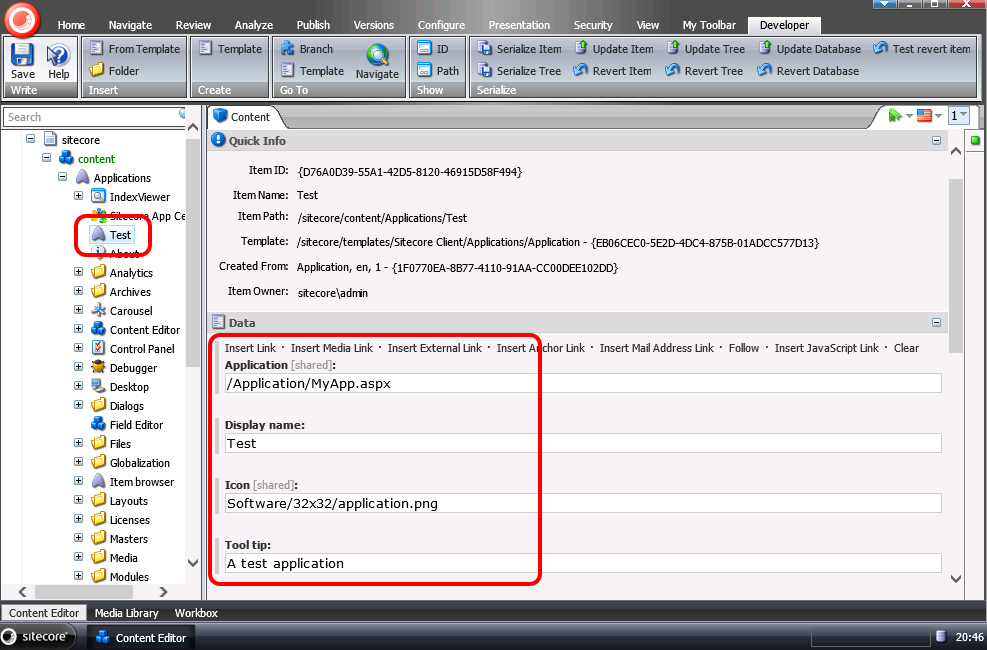 Home Navigate Review Analyze Publish Versions Configure Presentation Security View My Toolbar Developer
Save Help
Write
From Template
Folder
Insert
Template
Create
Branch
Template
Navigate
Go To
ID
Path
Show
Serialize Item Update Item Update Tree Update Database Test revert item
Serialize Tree Revert Item Revert Tree Revert Database
Serialize
Search
sitecore
content
Applications
IndexViewer
Sitecore App Ce
Test
About
Analytics
Archives
Carousel
Content Editor
Control Panel
Debugger
Desktop
Dialogs
Field Editor
Files
Globalization
Item browser
Layouts
Licenses
Masters
Media
Modules
Content
1
Quick Info
Item ID: {D76A0D39-55A1-42D5-8120-46915D58F494}
Item Name: Test
Item Path: /sitecore/content/Applications/Test
Template: /sitecore/templates/Sitecore Client/Applications/Application - {EB06CEC0-5E2D-4DC4-875B-01ADCC577D13}
Created From: Application, en, 1 - {1F0770EA-8B77-4110-91AA-CC00DEE102DD}
Item Owner: sitecore\admin
Data
Insert Link · Insert Media Link · Insert External Link · Insert Anchor Link · Insert Mail Address Link · Follow · Insert JavaScript Link · Clear
Application [shared]:
/Application/MyApp.aspx
Display name:
Test
Icon [shared]:
Software/32x32/application.png
Tool tip:
A test application
Content Editor Media Library Workbox
sitecore Content Editor 20:46